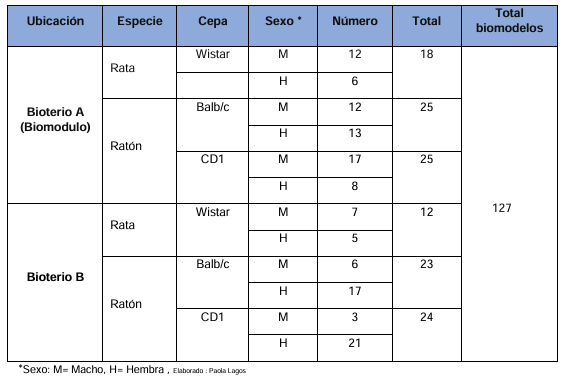 Ubicación Especie Cepa Sexo * Número Total Total biomodelos
Bioterio A (Biomodulo) Rata Wistar M 12 18 127
H 6
Ratón Balb/c M 12 25
H 13
CD1 M 17 25
H 8
Bioterio B Rata Wistar M 7 12
H 5
Ratón Balb/c M 6 23
H 17
CD1 M 3 24
H 21
*Sexo: M= Macho, H= Hembra , Elaborado : Paola Lagos